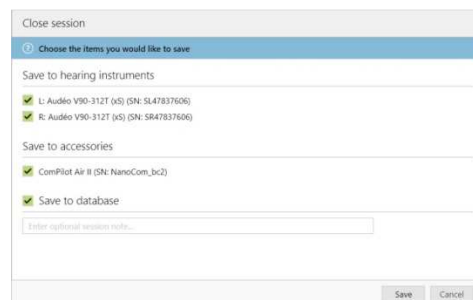 Close session
Choose the items you would like to save
Save to hearing instruments
L: Audéo V90-312T (xS) (SN: SL47837606)
R: Audéo V90-312T (xS) (SN: SR47837606)
Save to accessories
ComPilot Air II (SN: NanoCom_bc2)
Save to database
Enter optional session note...
Save Cancel